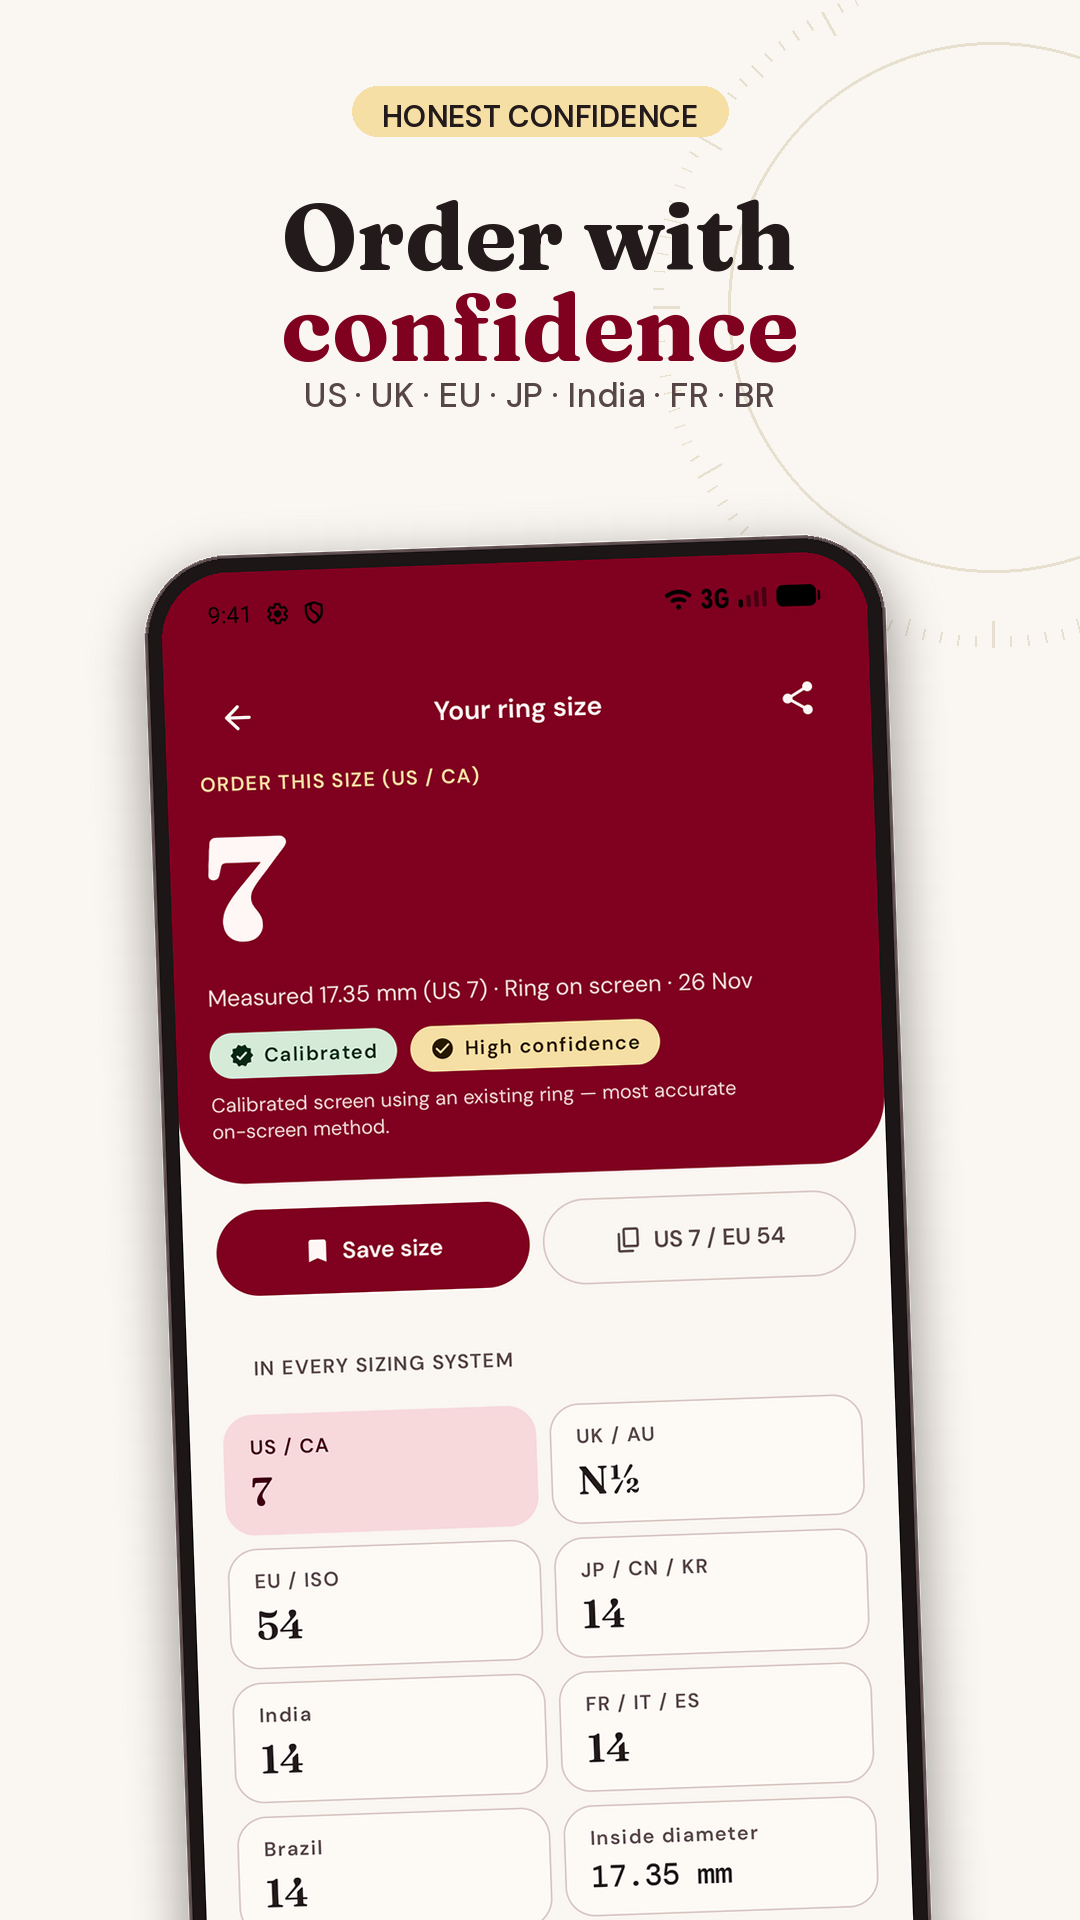 HONEST CONFIDENCE
Order with
confidence
US · UK · EU · JP · India · FR · BR
9:41
3G
Your ring size
ORDER THIS SIZE (US / CA)
7
Measured 17.35 mm (US 7) · Ring on screen · 26 Nov
Calibrated
High confidence
Calibrated screen using an existing ring — most accurate
on-screen method.
Save size
US 7 / EU 54
IN EVERY SIZING SYSTEM
US / CA
7
UK / AU
N½
EU / ISO
54
JP / CN / KR
14
India
14
FR / IT / ES
14
Brazil
14
Inside diameter
17.35 mm